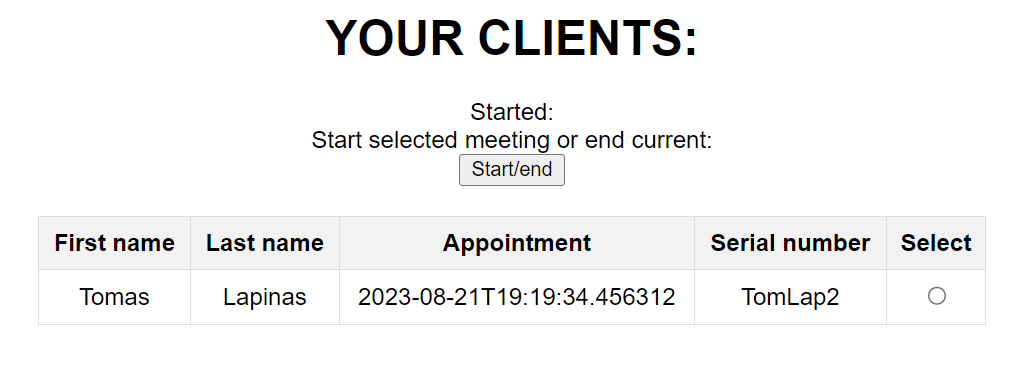 YOUR CLIENTS:
Started:
Start selected meeting or end current:
Start/end
First name Last name Appointment Serial number Select
Tomas Lapinas 2023-08-21T19:19:34.456312 TomLap2